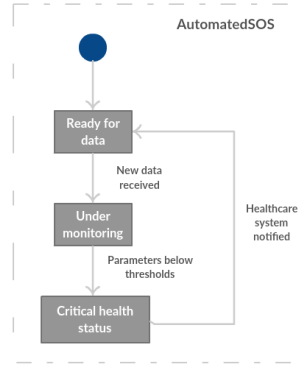 AutomatedSOS
Ready for
data
New data
received
Under
monitoring
Healthcare
system
notified
Parameters below
thresholds
Critical health
status